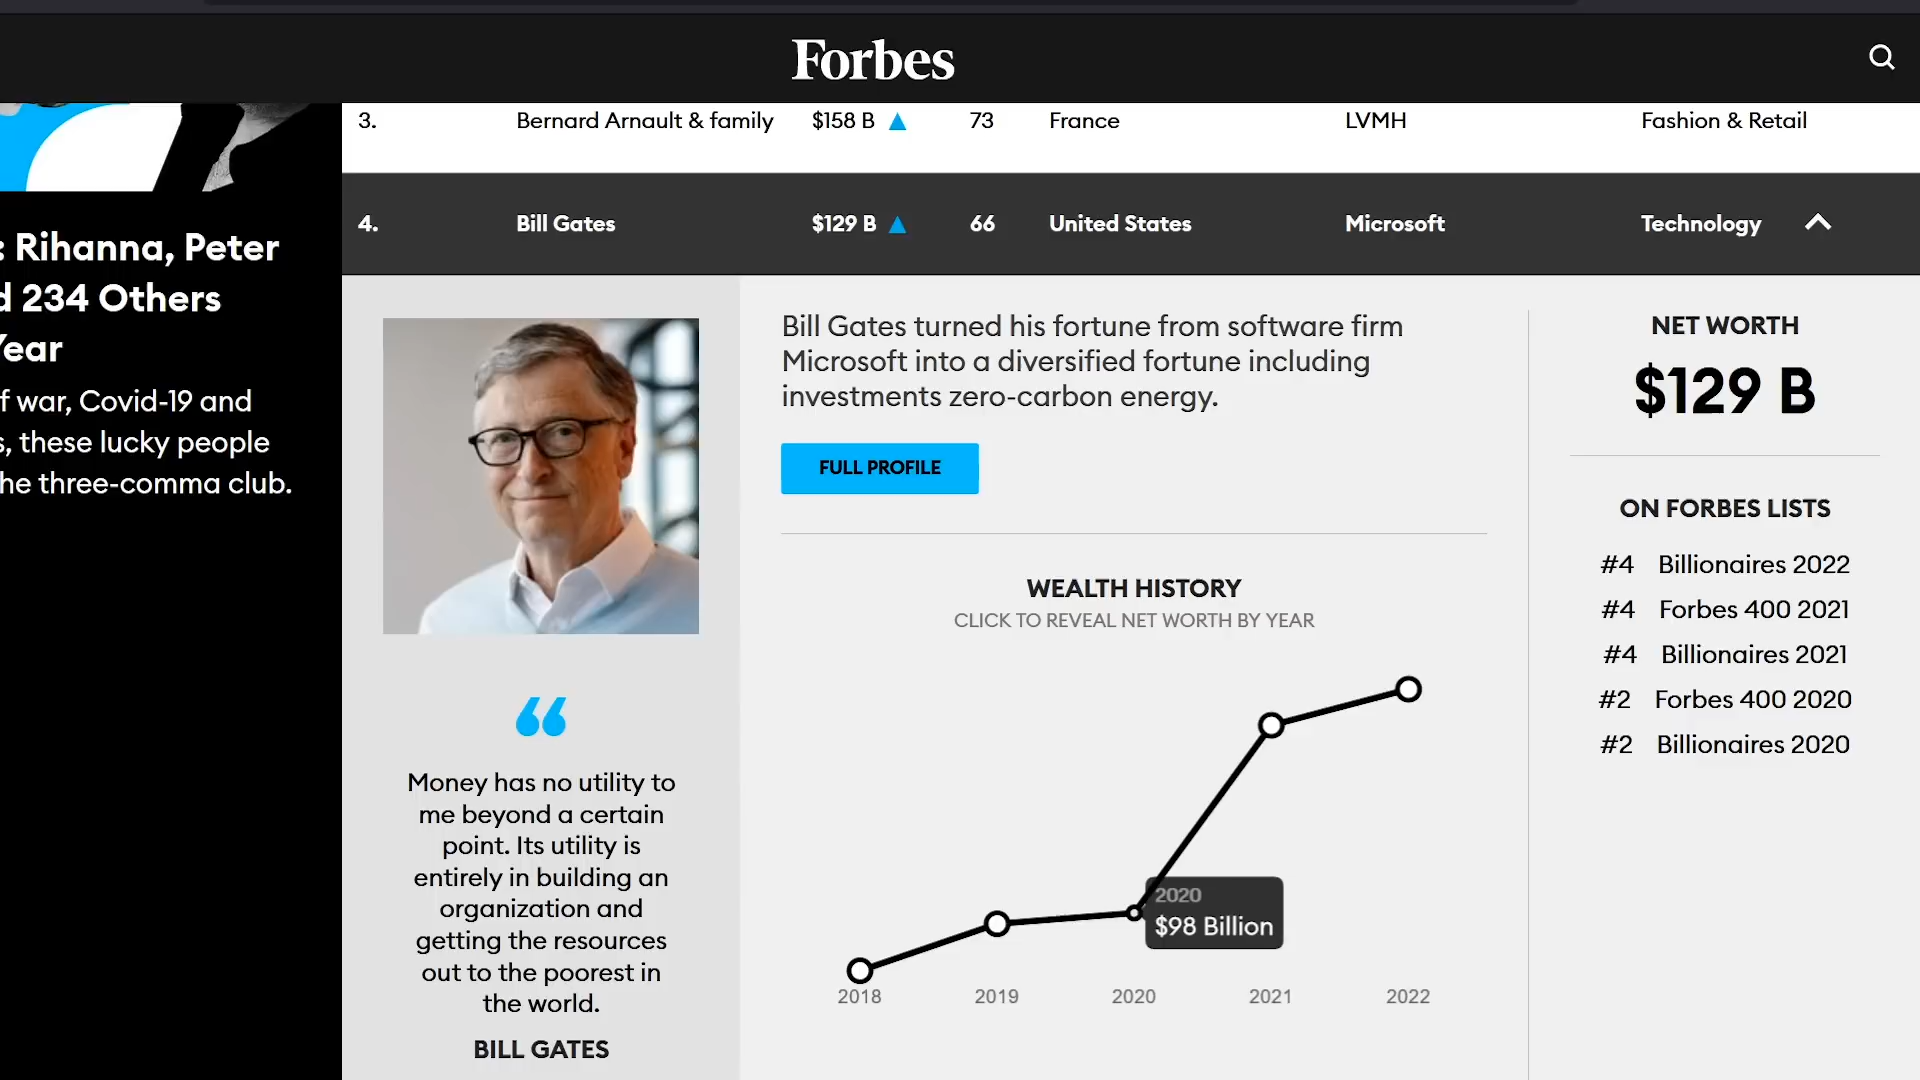 Forbes
3. Bernard Arnault & family $158 B 73 France LVMH Fashion & Retail
4. Bill Gates $129 B 66 United States Microsoft Technology
: Rihanna, Peter
d 234 Others
Year
f war, Covid-19 and
s, these lucky people
he three-comma club.
“
Money has no utility to
me beyond a certain
point. Its utility is
entirely in building an
organization and
getting the resources
out to the poorest in
the world.
BILL GATES
Bill Gates turned his fortune from software firm
Microsoft into a diversified fortune including
investments zero-carbon energy.
FULL PROFILE
WEALTH HISTORY
CLICK TO REVEAL NET WORTH BY YEAR
2020
$98 Billion
2018 2019 2020 2021 2022
NET WORTH
$129 B
ON FORBES LISTS
#4 Billionaires 2022
#4 Forbes 400 2021
#4 Billionaires 2021
#2 Forbes 400 2020
#2 Billionaires 2020